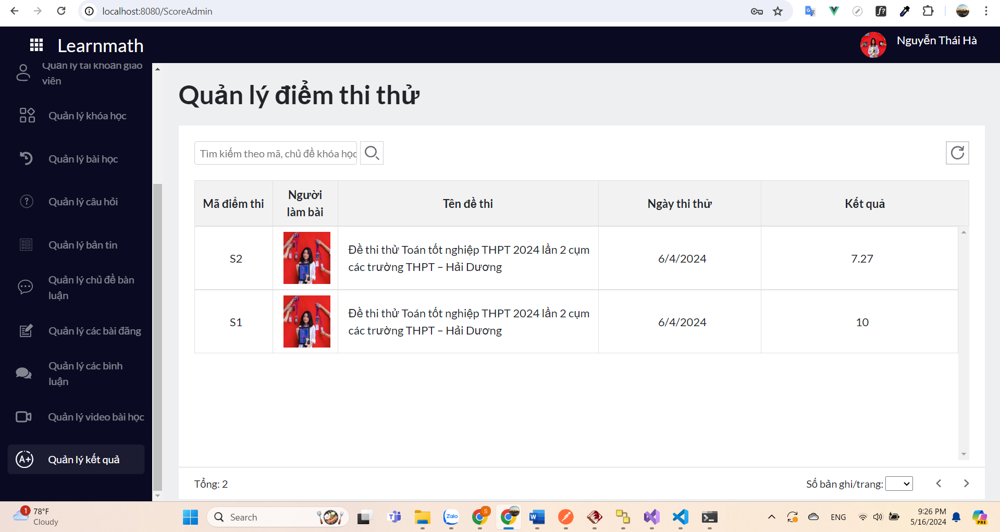 localhost:8080/ScoreAdmin
Learnmath
Nguyễn Thái Hà
Quản lý tài khoản giáo
viên
Quản lý khóa học
Quản lý bài học
Quản lý câu hỏi
Quản lý bản tin
Quản lý chủ đề bàn
luận
Quản lý các bài đăng
Quản lý các bình
luận
Quản lý video bài học
A+
Quản lý kết quả
Quản lý điểm thi thử
Tìm kiếm theo mã, chủ đề khóa học
Mã điểm thi
Người
làm bài
Tên đề thi
Ngày thi thử
Kết quả
S2
Đề thi thử Toán tốt nghiệp THPT 2024 lần 2 cụm
các trường THPT – Hải Dương
6/4/2024
7.27
S1
Đề thi thử Toán tốt nghiệp THPT 2024 lần 2 cụm
các trường THPT – Hải Dương
6/4/2024
10
Tổng: 2
Số bản ghi/trang:
1
78°F
Cloudy
Search
Zalo
S
ENG
9:26 PM
5/16/2024
PRE